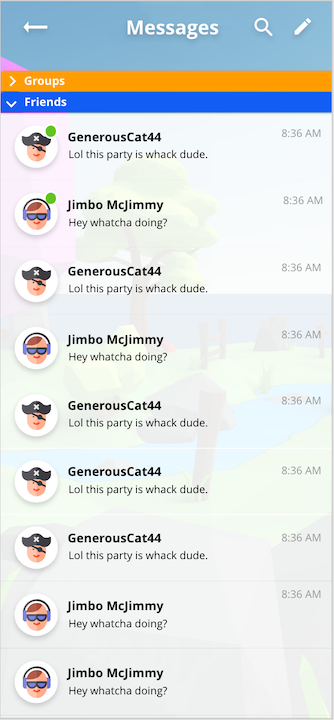 Messages
Groups
Friends
GenerousCat44
8:36 AM
Lol this party is whack dude.
Jimbo McJimmy
8:36 AM
Hey whatcha doing?
GenerousCat44
8:36 AM
Lol this party is whack dude.
Jimbo McJimmy
8:36 AM
Hey whatcha doing?
GenerousCat44
8:36 AM
Lol this party is whack dude.
GenerousCat44
8:36 AM
Lol this party is whack dude.
GenerousCat44
8:36 AM
Lol this party is whack dude.
Jimbo McJimmy
8:36 AM
Hey whatcha doing?
Jimbo McJimmy
Hey whatcha doing?